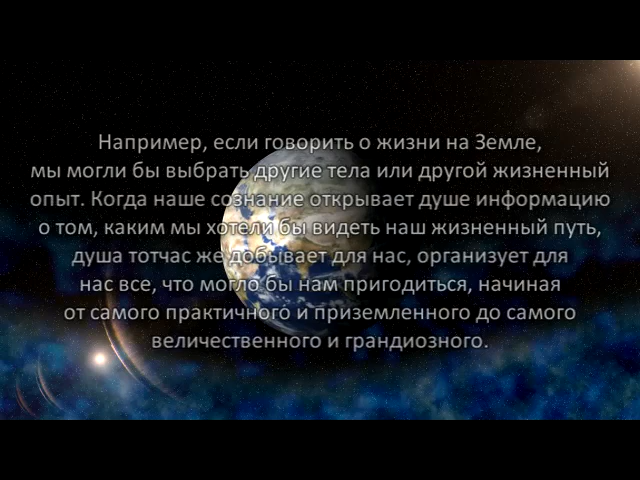 Например, если говорить о жизни на Земле,
мы могли бы выбрать другие тела или другой жизненный
опыт. Когда наше сознание открывает душе информацию
о том, каким мы хотели бы видеть наш жизненный путь,
душа тотчас же добывает для нас, организует для
нас все, что могло бы нам пригодиться, начиная
от самого практичного и приземленного до самого
величественного и грандиозного.